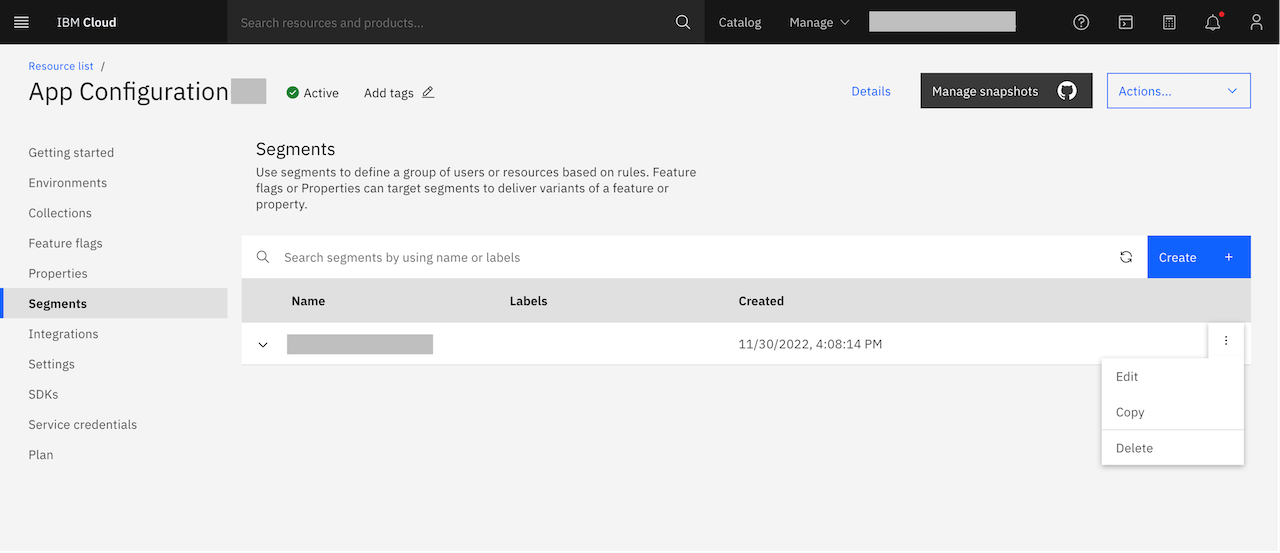 IBM Cloud
Search resources and products...
Catalog
Manage
Resource list /
App Configuration
Active
Add tags
Details
Manage snapshots
Actions...
Getting started
Environments
Collections
Feature flags
Properties
Segments
Integrations
Settings
SDKs
Service credentials
Plan
Segments
Use segments to define a group of users or resources based on rules. Feature
flags or Properties can target segments to deliver variants of a feature or
property.
Search segments by using name or labels
Create +
Name Labels Created
11/30/2022, 4:08:14 PM
Edit
Copy
Delete